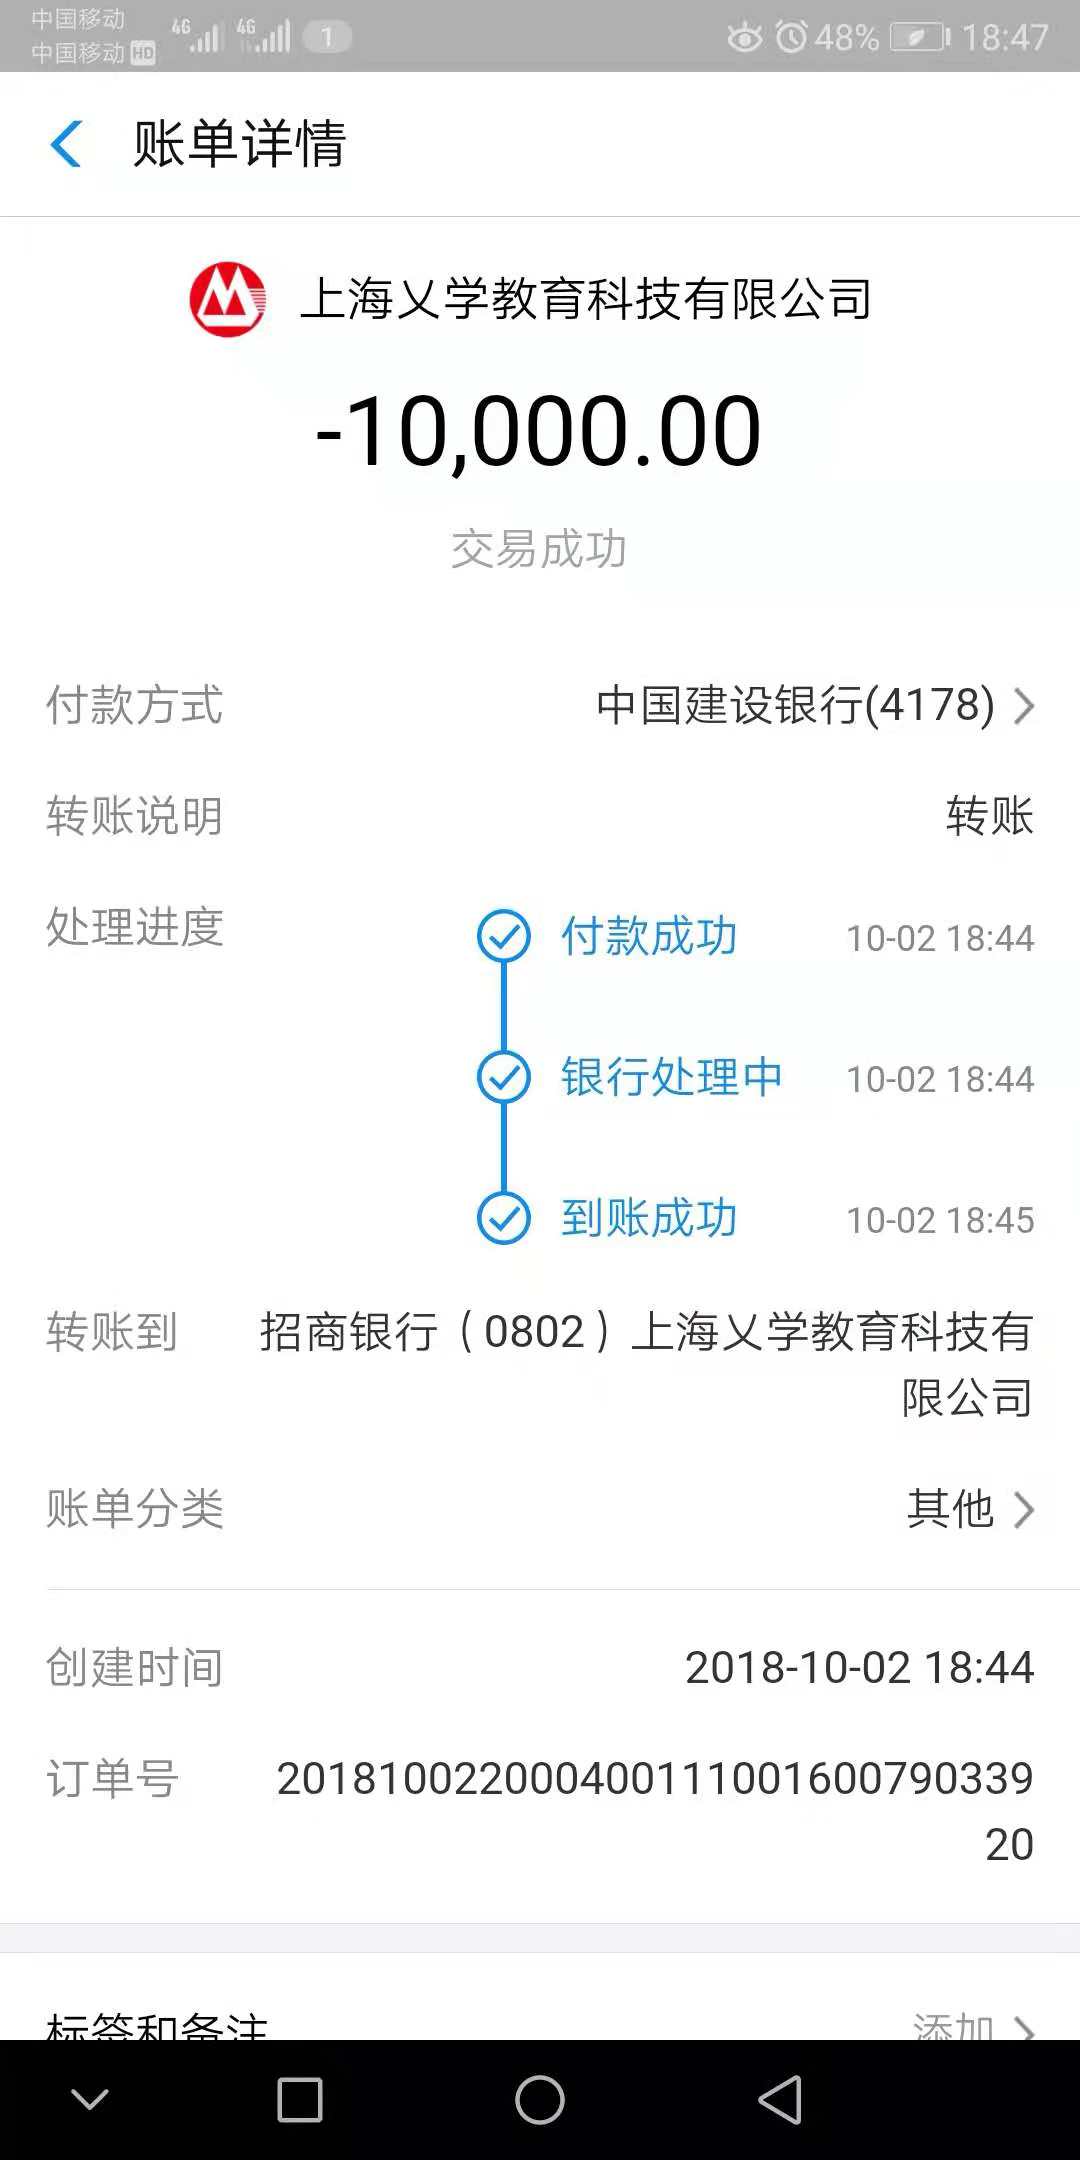 中国移动
中国移动 HD 4G 4G 1 48% 18:47
账单详情
上海乂学教育科技有限公司
-10,000.00
交易成功
付款方式 中国建设银行(4178)
转账说明 转账
处理进度 付款成功 10-02 18:44
银行处理中 10-02 18:44
到账成功 10-02 18:45
转账到 招商银行（0802）上海乂学教育科技有
限公司
账单分类 其他
创建时间 2018-10-02 18:44
订单号 201810022000400111001600790339
20
标签和备注 添加